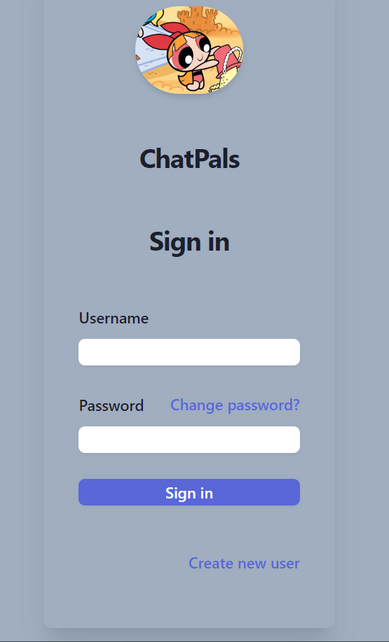 ChatPals
Sign in
Username
Password Change password?
Sign in
Create new user